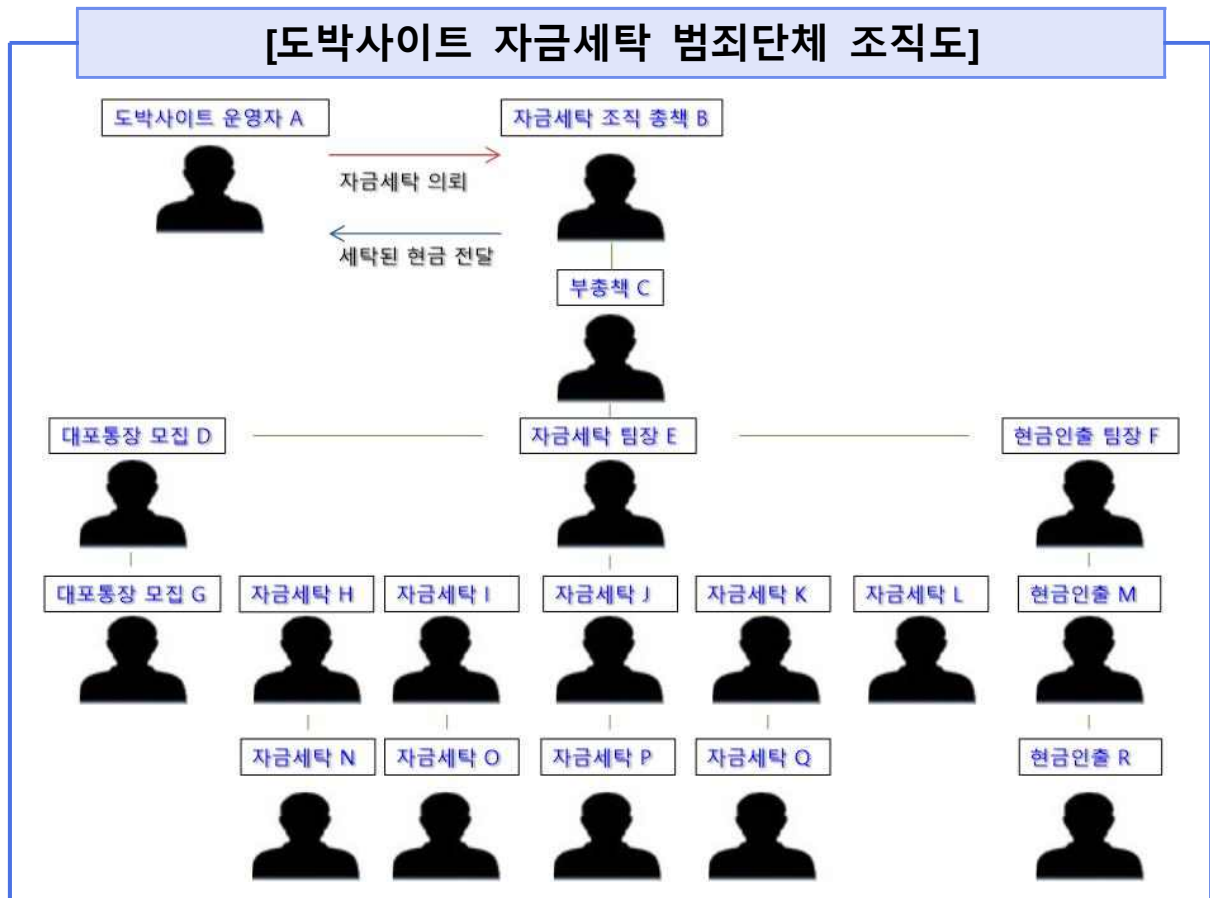 [도박사이트 자금세탁 범죄단체 조직도]
도박사이트 운영자 A
자금세탁 조직 총책 B
자금세탁 의뢰
세탁된 현금 전달
부총책 C
대포통장 모집 D
자금세탁 팀장 E
현금인출 팀장 F
대포통장 모집 G
자금세탁 H
자금세탁 I
자금세탁 J
자금세탁 K
자금세탁 L
현금인출 M
자금세탁 N
자금세탁 O
자금세탁 P
자금세탁 Q
현금인출 R